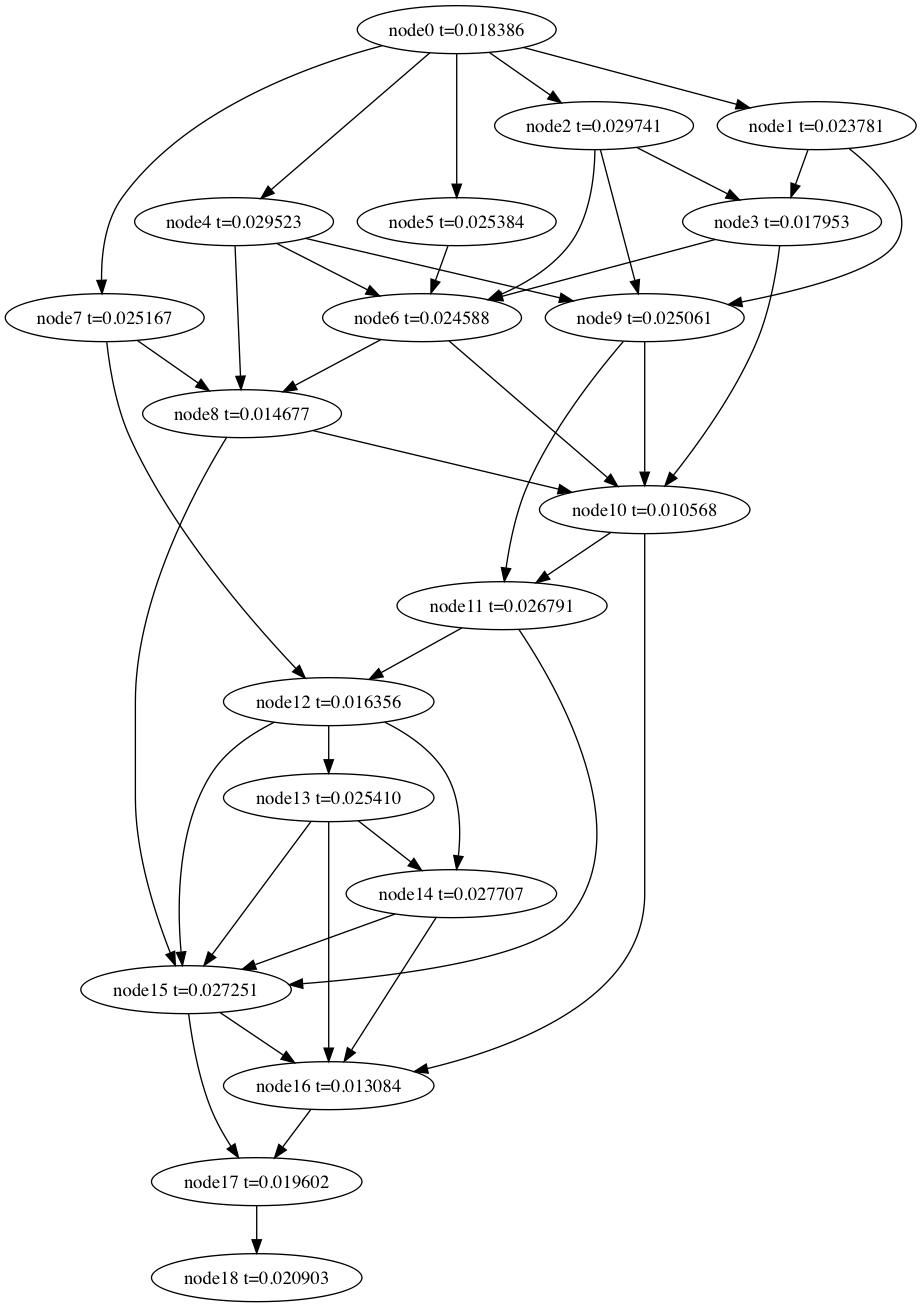 node0 t=0.018386
node2 t=0.029741
node1 t=0.023781
node4 t=0.029523
node5 t=0.025384
node3 t=0.017953
node7 t=0.025167
node6 t=0.024588
node9 t=0.025061
node8 t=0.014677
node10 t=0.010568
node11 t=0.026791
node12 t=0.016356
node13 t=0.025410
node14 t=0.027707
node15 t=0.027251
node16 t=0.013084
node17 t=0.019602
node18 t=0.020903